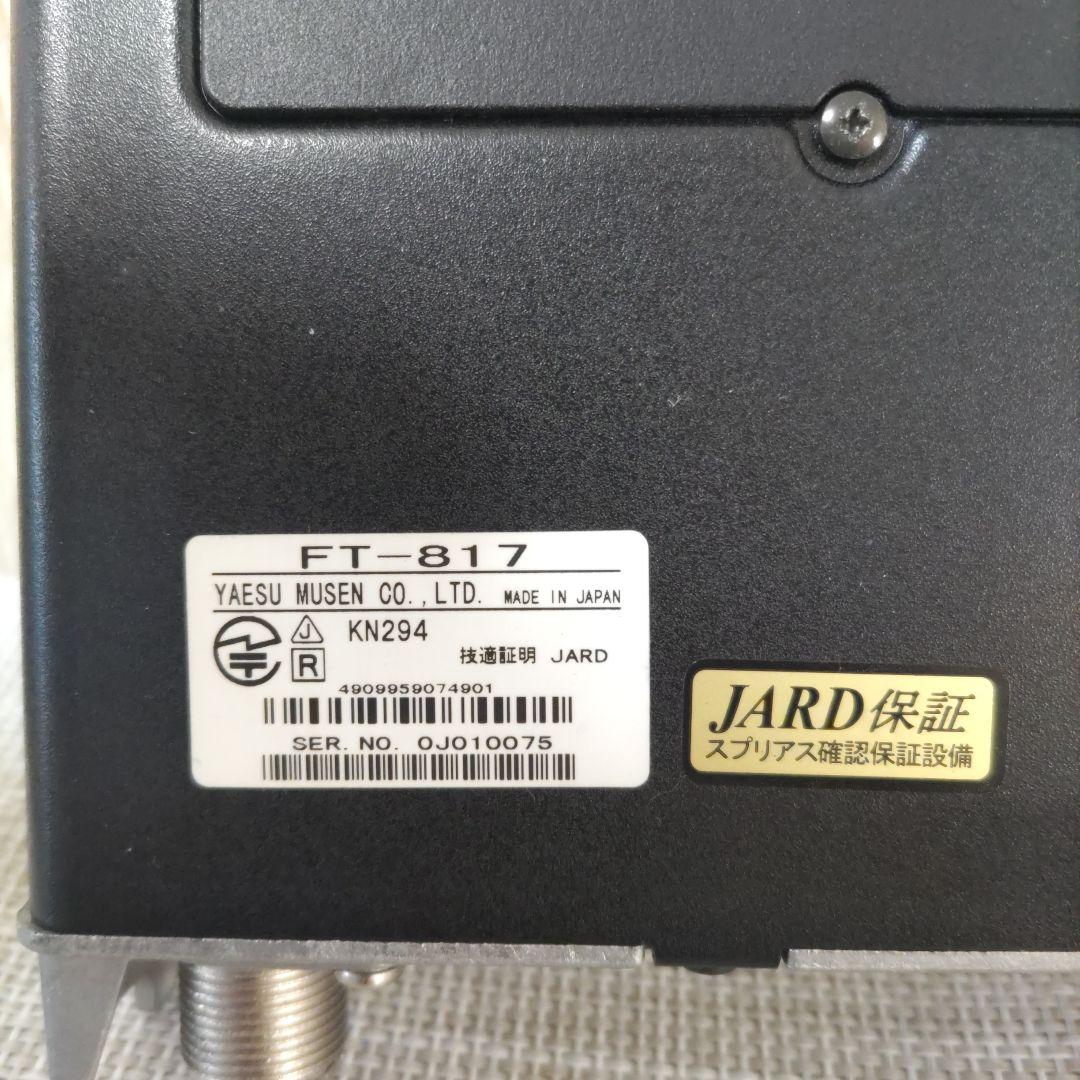 FT-817
YAESU MUSEN CO.,LTD. MADE IN JAPAN
J KN294
R 技適証明 JARD
4909959074901
SER. NO. 0J010075
JARD保証
スプリアス確認保証設備